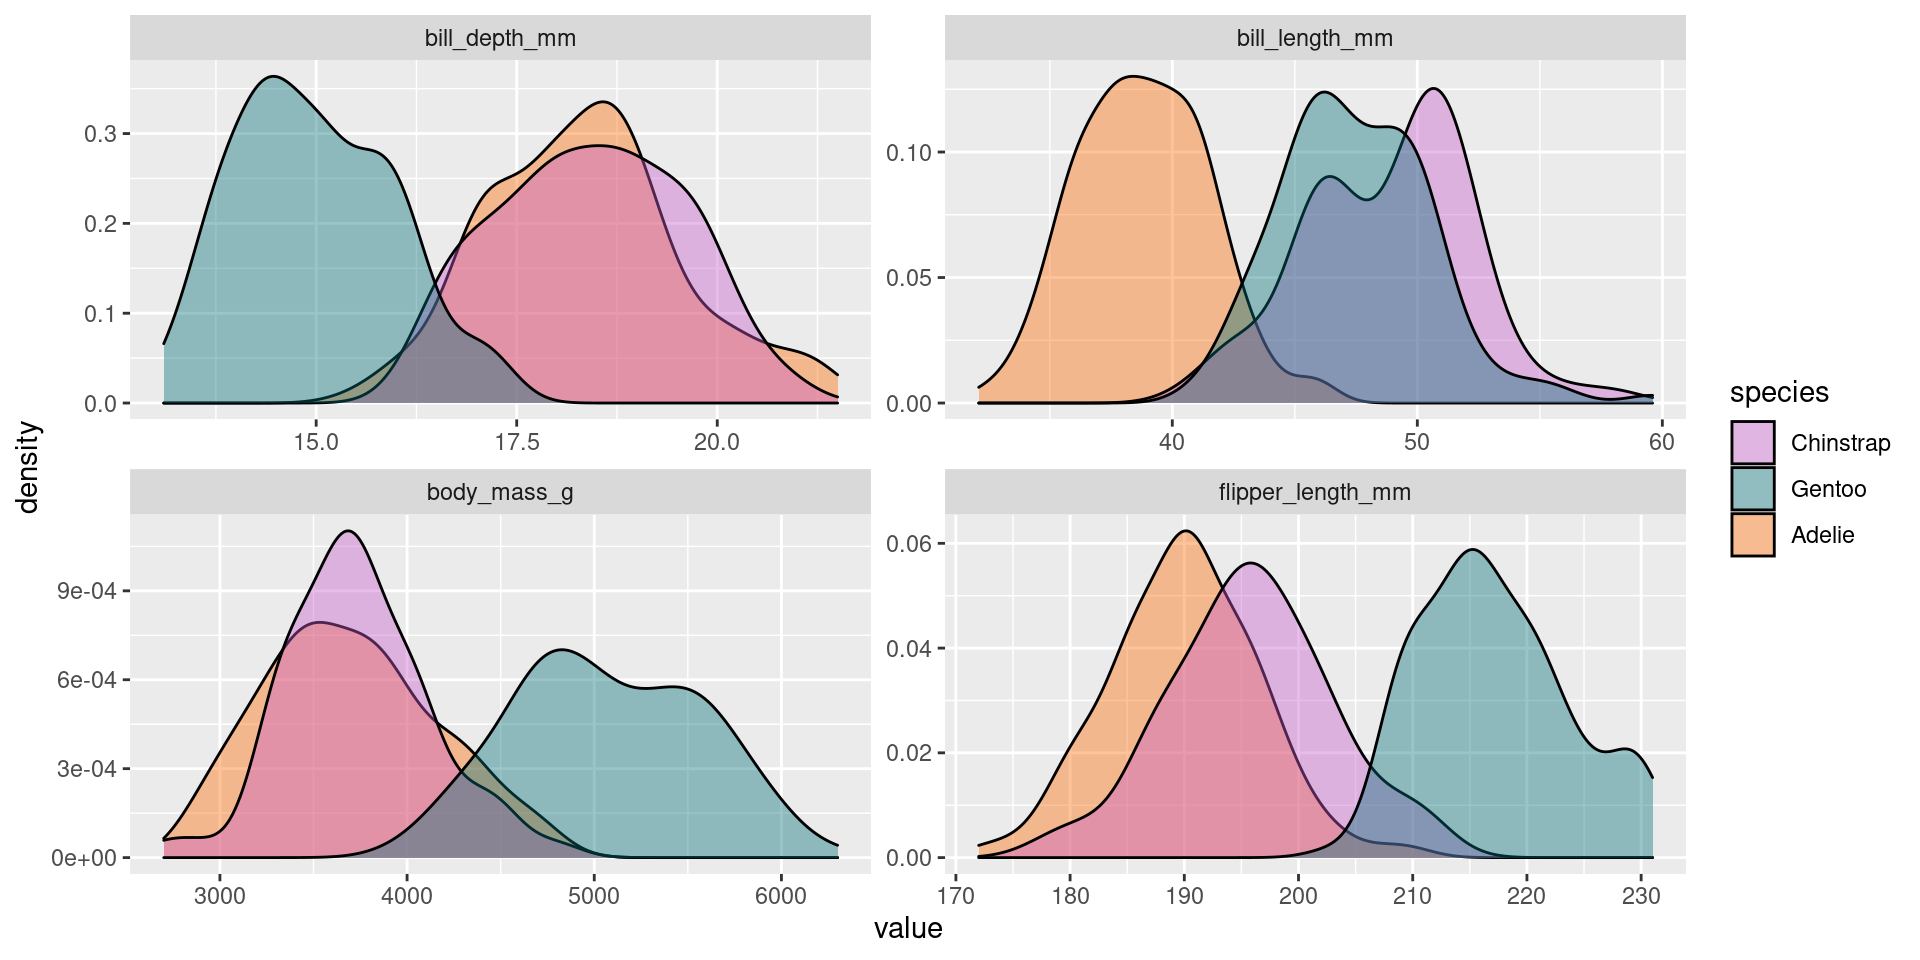 bill_depth_mm
bill_length_mm
0.3
0.2
0.1
0.0
0.10
0.05
0.00
15.0 17.5 20.0
40 50 60
density
body_mass_g
flipper_length_mm
9e-04
6e-04
3e-04
0e+00
0.06
0.04
0.02
0.00
3000 4000 5000 6000
170 180 190 200 210 220 230
value
species
Chinstrap
Gentoo
Adelie